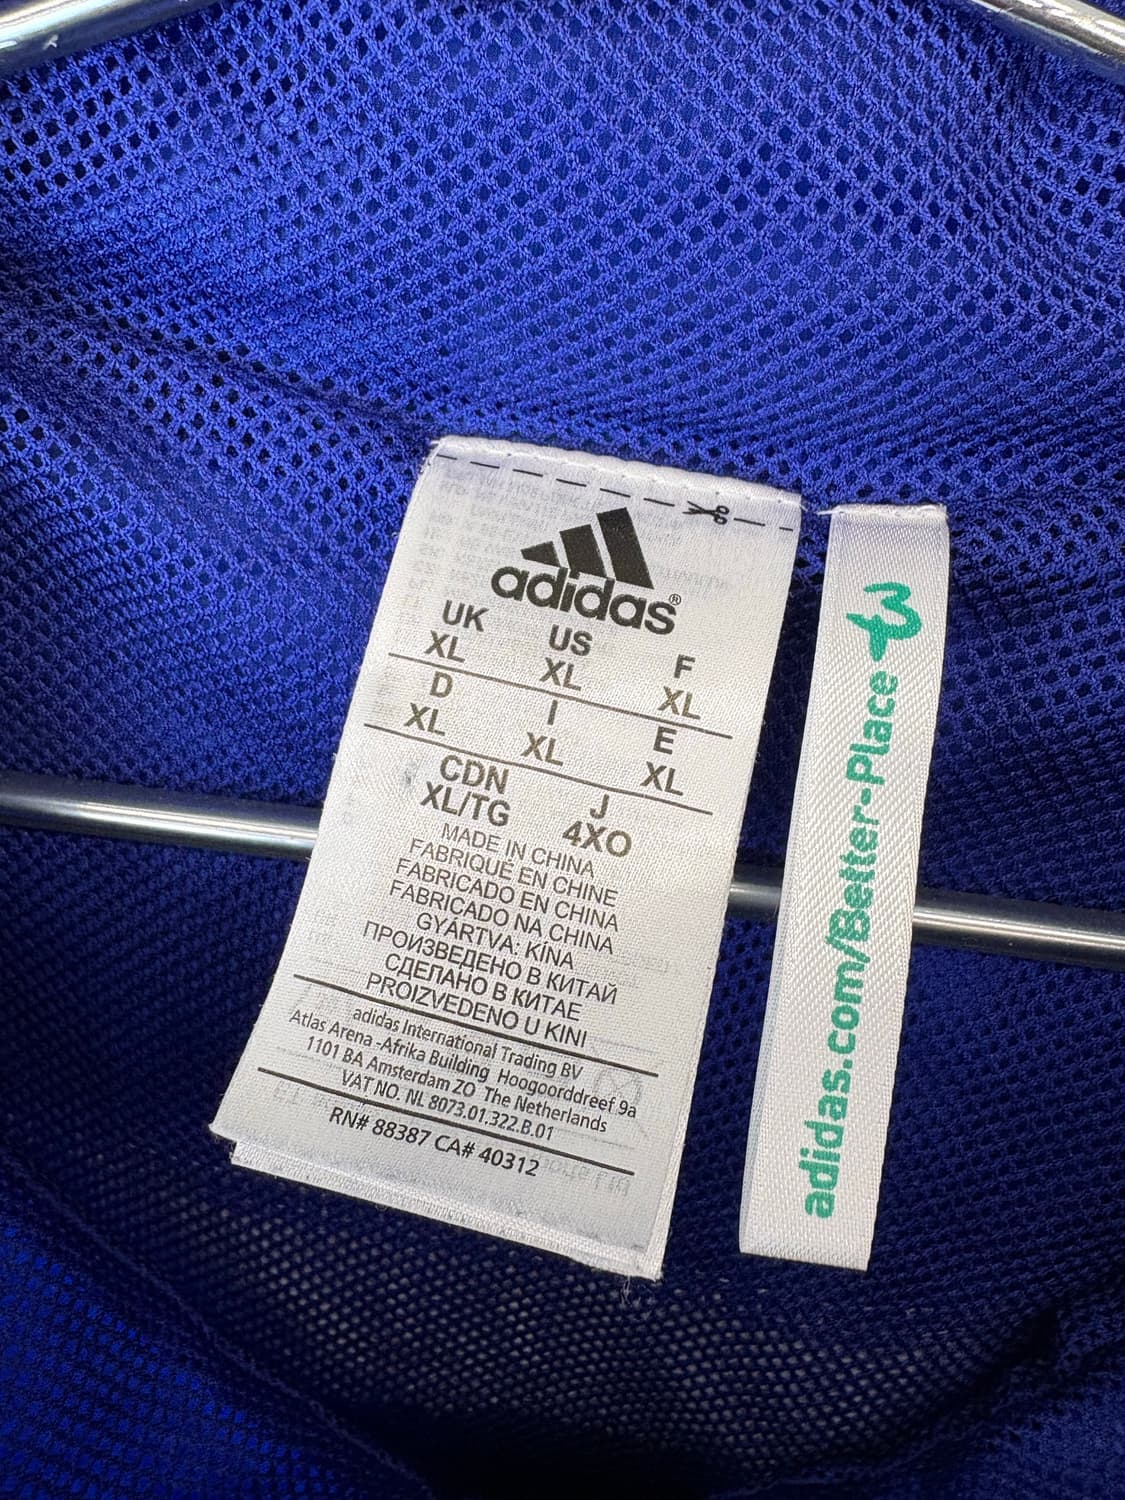 adidas®
UK US F
XL XL XL
D I E
XL XL XL
CDN J
XL/TG 4XO
MADE IN CHINA
FABRIQUÉ EN CHINE
FABRICADO EN CHINA
FABRICADO NA CHINA
GYÁRTVA: KÍNA
ПРОИЗВЕДЕНО В КИТАЙ
СДЕПАНО В КИТАЕ
PROIZVEDENO U KINI
adidas International Trading BV
Atlas Arena -Afrika Building Hoogoorddreef 9a
1101 BA Amsterdam ZO The Netherlands
VAT NO. NL 8073.01.322.B.01
RN# 88387 CA# 40312
adidas.com/Better-Place